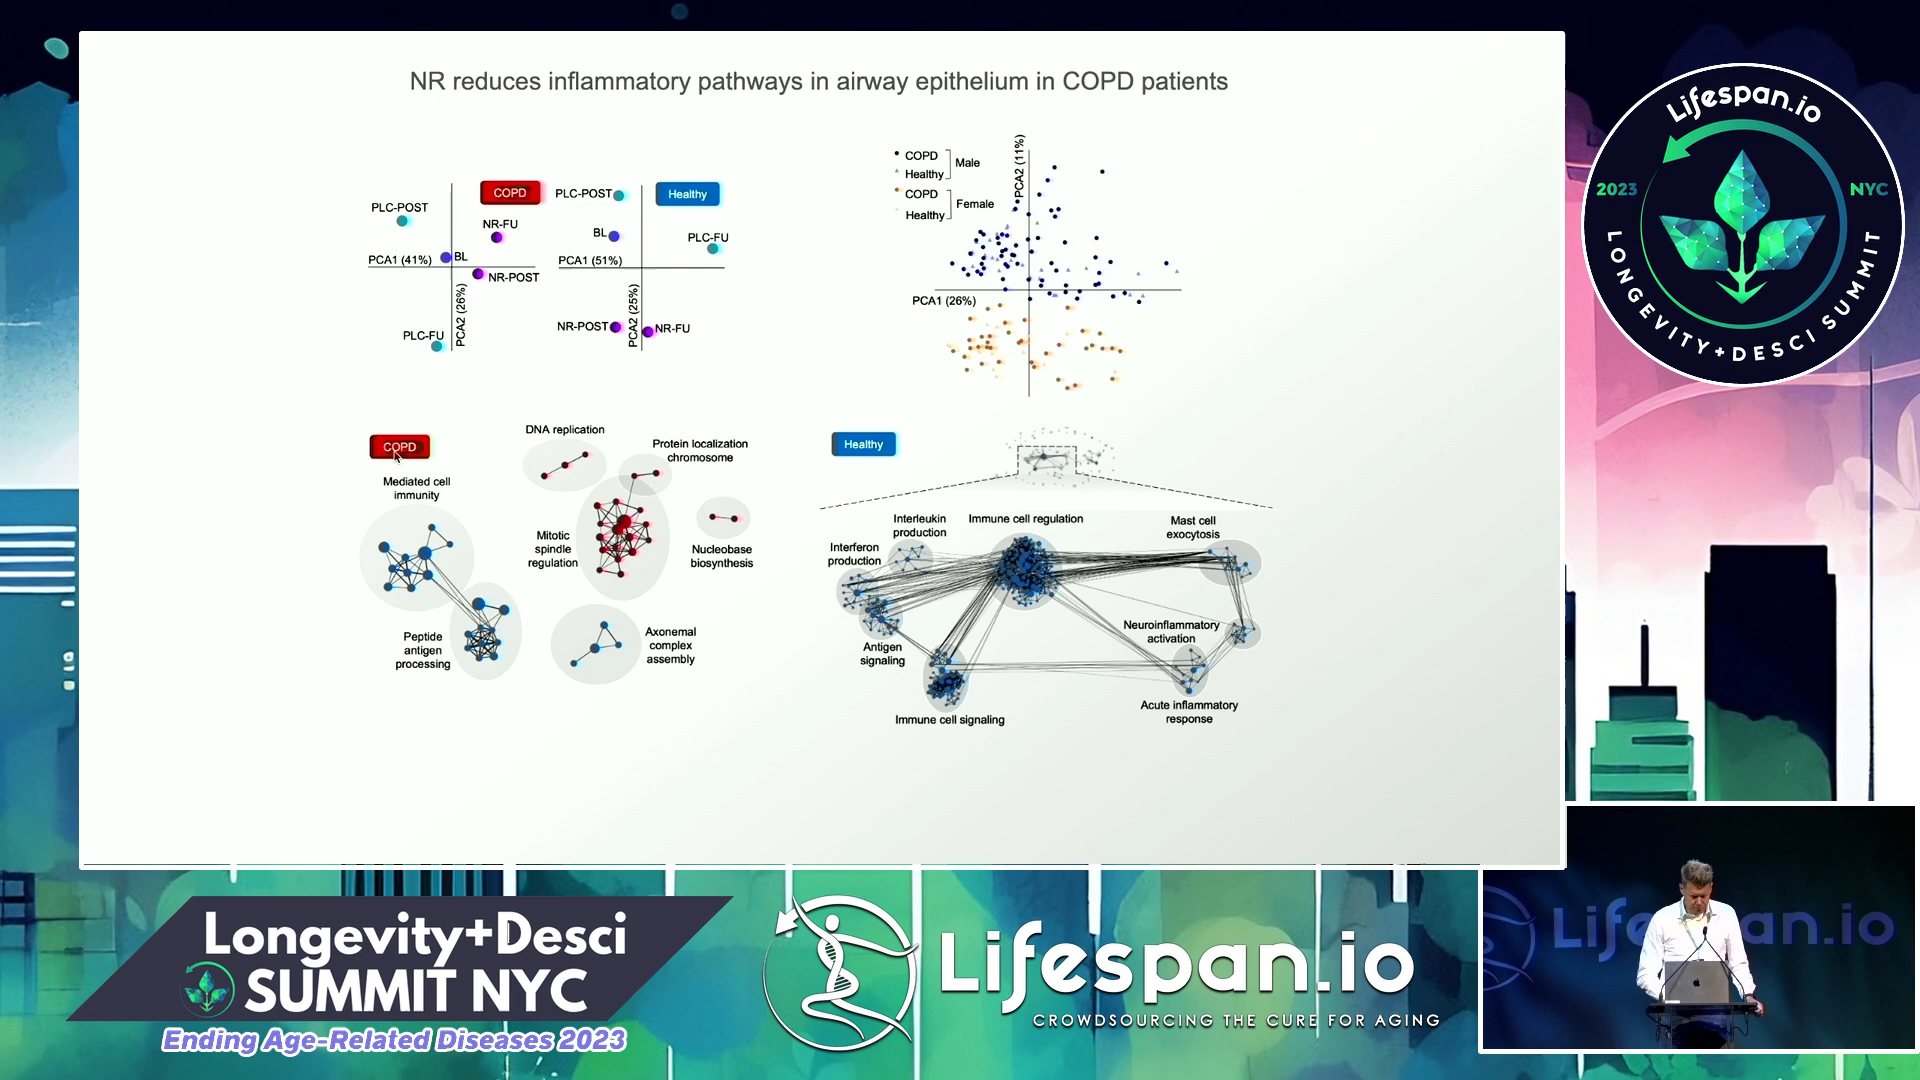 NR reduces inflammatory pathways in airway epithelium in COPD patients
COPD
PLC-POST
NR-FU
PCA1 (41%)
BL
NR-POST
PCA2 (26%)
PLC-FU
PLC-POST
Healthy
BL
PLC-FU
PCA1 (51%)
NR-POST
PCA2 (25%)
NR-FU
COPD
Healthy
Male
COPD
Healthy
Female
PCA2 (11%)
PCA1 (26%)
COPD
Mediated cell
immunity
DNA replication
Protein localization
chromosome
Mitotic
spindle
regulation
Nucleobase
biosynthesis
Peptide
antigen
processing
Axonemal
complex
assembly
Healthy
Interleukin
production
Immune cell regulation
Mast cell
exocytosis
Interferon
production
Antigen
signaling
Neuroinflammatory
activation
Immune cell signaling
Acute inflammatory
response
Lifespan.io
2023
NYC
LONGEVITY+DESCI SUMMIT
Longevity+Desci
SUMMIT NYC
Ending Age-Related Diseases 2023
Lifespan.io
CROWDSOURCING THE CURE FOR AGING